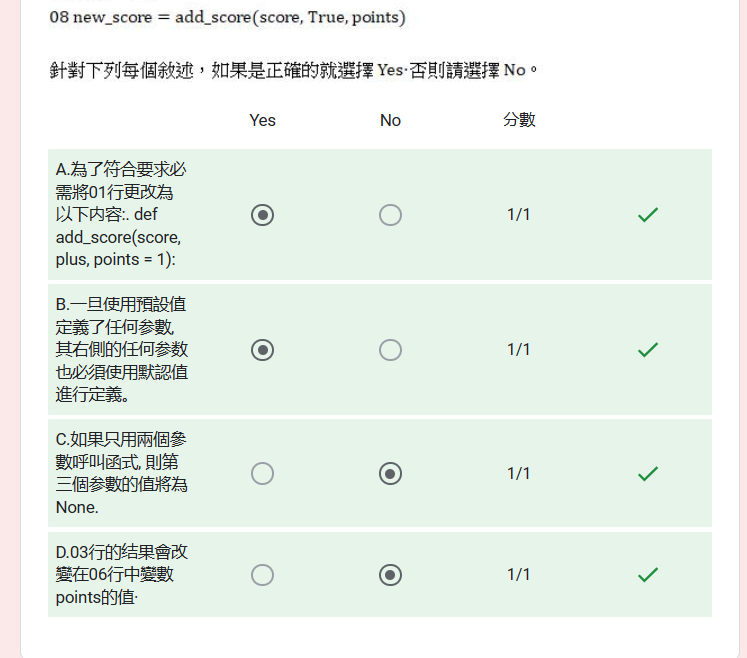 08 new_score = add_score(score, True, points)
針對下列每個敘述，如果是正確的就選擇 Yes·否則請選擇 No。
Yes No 分數
A.為了符合要求必
需將01行更改為
以下內容:. def
add_score(score,
plus, points = 1):
1/1
B.一旦使用預設值
定義了任何參數,
其右側的任何参数
也必須使用默認值
進行定義。
1/1
C.如果只用兩個參
數呼叫函式, 則第
三個參數的值將為
None.
1/1
D.03行的结果會改
變在06行中變數
points的值·
1/1